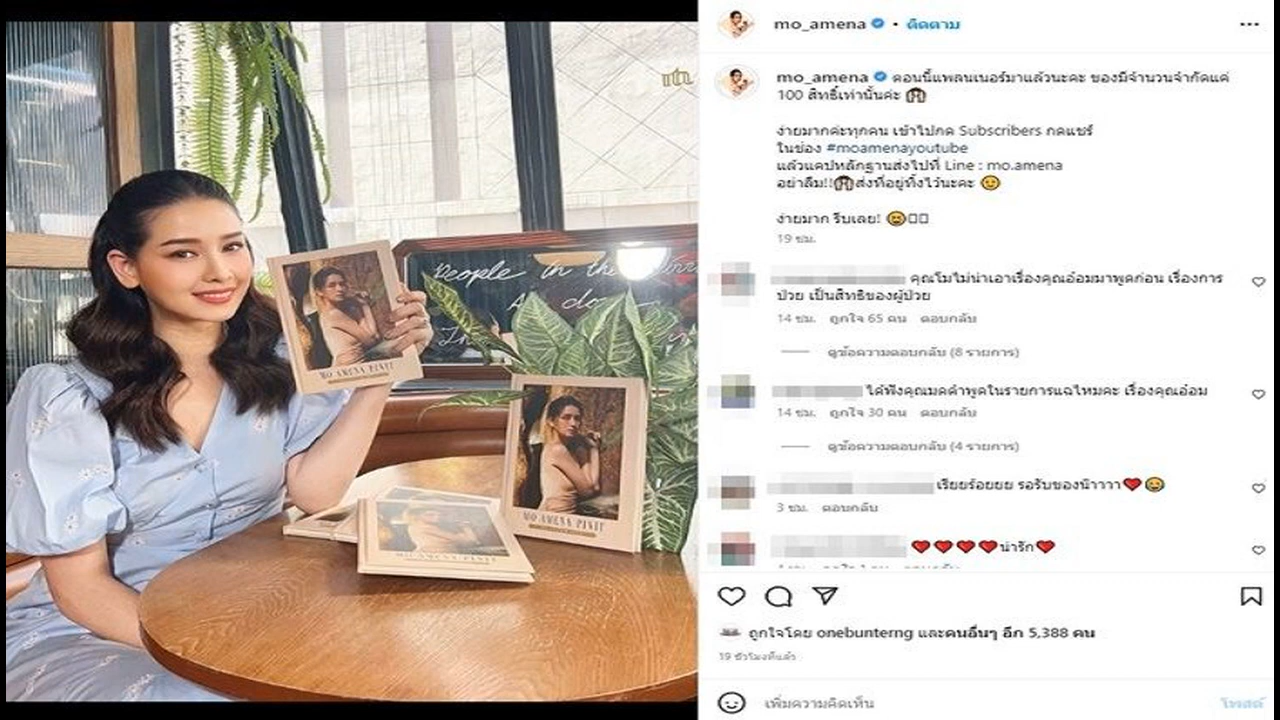 People in the
A do
MO AMENA PINIT
MO AMENA PINIT
MO AMENA PINIT
mo_amena • ติดตาม
mo_amena ตอนนี้แพลนเนอร์มาแล้วนะคะ ของมีจำนวนจำกัดแค่
100 สิทธิ์เท่านั้นค่ะ
ง่ายมากค่ะทุกคน เข้าไปกด Subscribers กดแชร์
ในช่อง #moamenayoutube
แล้วแคปหลักฐานส่งไปที่ Line : mo.amena
อย่าลืม!! ส่งที่อยู่ทิ้งไว้นะคะ 😉
ง่ายมาก รีบเลย! 😄
19 ชม.
คุณโมไม่น่าเอาเรื่องคุณอ๋อมมาพูดก่อน เรื่องการ
ป่วย เป็นสิทธิของผู้ป่วย
14 ชม. ถูกใจ 65 คน ตอบกลับ
ดูข้อความตอบกลับ (8 รายการ)
ได้ฟังคุณมดดำพูดในรายการแฉไหมคะ เรื่องคุณอ๋อม
14 ชม. ถูกใจ 30 คน ตอบกลับ
ดูข้อความตอบกลับ (4 รายการ)
เรียยร้อยยย รอรับของน้าาาา❤️
3 ชม. ตอบกลับ
❤️❤️❤️❤️น่ารัก❤️
ถูกใจโดย onebunterng และคนอื่นๆ อีก 5,388 คน
19 ชั่วโมงที่แล้ว
เพิ่มความคิดเห็น
โพสต์